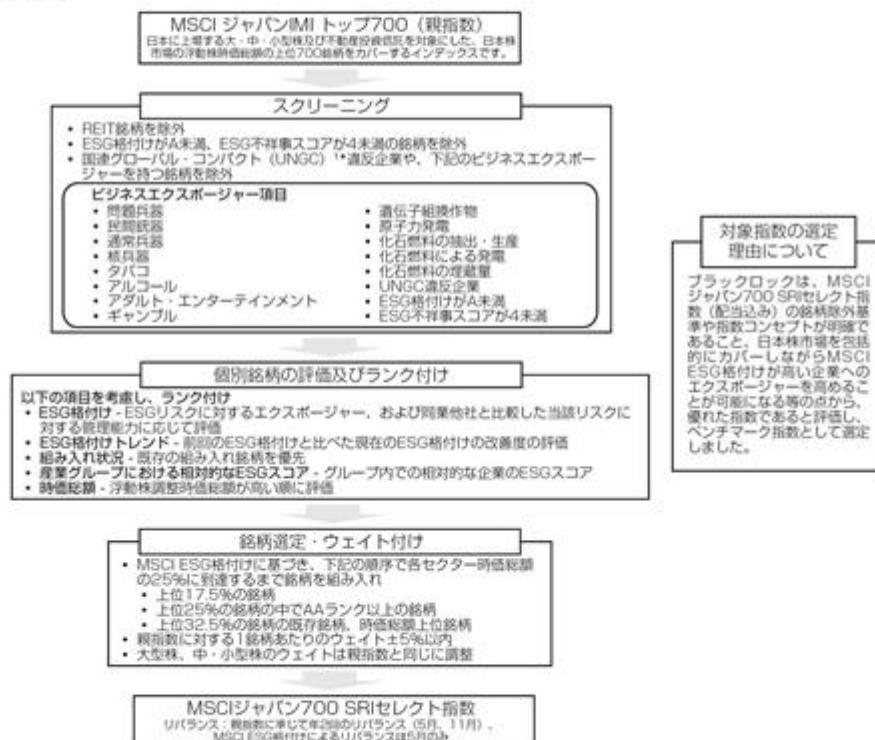 MSCI ジャパンIMI トップ700（親指数）
日本に上場する大・中・小型株及び不動産投資信託を対象にした、日本株
市場の浮動株時価総額の上位700銘柄をカバーするインデックスです。
スクリーニング
• REIT銘柄を除外
• ESG格付けがA未満、ESG不祥事スコアが4未満の銘柄を除外
• 国連グローバル・コンパクト（UNGC）¹*違反企業や、下記のビジネスエクスポー
ジャーを持つ銘柄を除外
ビジネスエクスポージャー項目
• 問題兵器
• 民間銃器
• 通常兵器
• 核兵器
• タバコ
• アルコール
• アダルト・エンターテインメント
• ギャンブル
• 遺伝子組換作物
• 原子力発電
• 化石燃料の抽出・生産
• 化石燃料による発電
• 化石燃料の埋蔵量
• UNGC違反企業
• ESG格付けがA未満
• ESG不祥事スコアが4未満
個別銘柄の評価及びランク付け
以下の項目を考慮し、ランク付け
• ESG格付け - ESGリスクに対するエクスポージャー、および同業他社と比較した当該リスクに
対する管理能力に応じて評価
• ESG格付けトレンド - 前回のESG格付けと比べた現在のESG格付けの改善度の評価
• 組み入れ状況 - 既存の組み入れ銘柄を優先
• 産業グループにおける相対的なESGスコア - グループ内での相対的な企業のESGスコア
• 時価総額 - 浮動株調整時価総額が高い順に評価
銘柄選定・ウェイト付け
• MSCI ESG格付けに基づき、下記の順序で各セクター時価総額
の25%に到達するまで銘柄を組み入れ
• 上位17.5%の銘柄
• 上位25%の銘柄の中でAAランク以上の銘柄
• 上位32.5%の銘柄の既存銘柄、時価総額上位銘柄
• 親指数に対する1銘柄あたりのウェイト±5%以内
• 大型株、中・小型株のウェイトは親指数と同じに調整
MSCIジャパン700 SRIセレクト指数
リバランス：親指数に準じて年2回のリバランス（5月、11月）、
MSCI ESG格付けによるリバランスは5月のみ
対象指数の選定
理由について
ブラックロックは、MSCI
ジャパン700 SRIセレクト指
数（配当込み）の銘柄除外基
準や指数コンセプトが明確で
あること、日本株市場を包括
的にカバーしながらMSCI
ESG格付けが高い企業への
エクスポージャーを高めるこ
とが可能になる等の点から、
優れた指数であると評価し、
ベンチマーク指数として選定
しました。